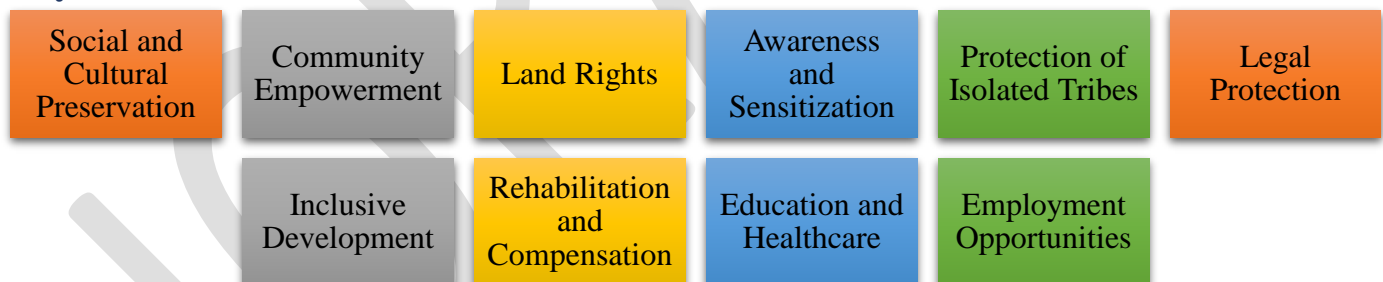 Social and
Cultural
Preservation
Community
Empowerment
Land Rights
Awareness
and
Sensitization
Protection of
Isolated Tribes
Legal
Protection
Inclusive
Development
Rehabilitation
and
Compensation
Education and
Healthcare
Employment
Opportunities